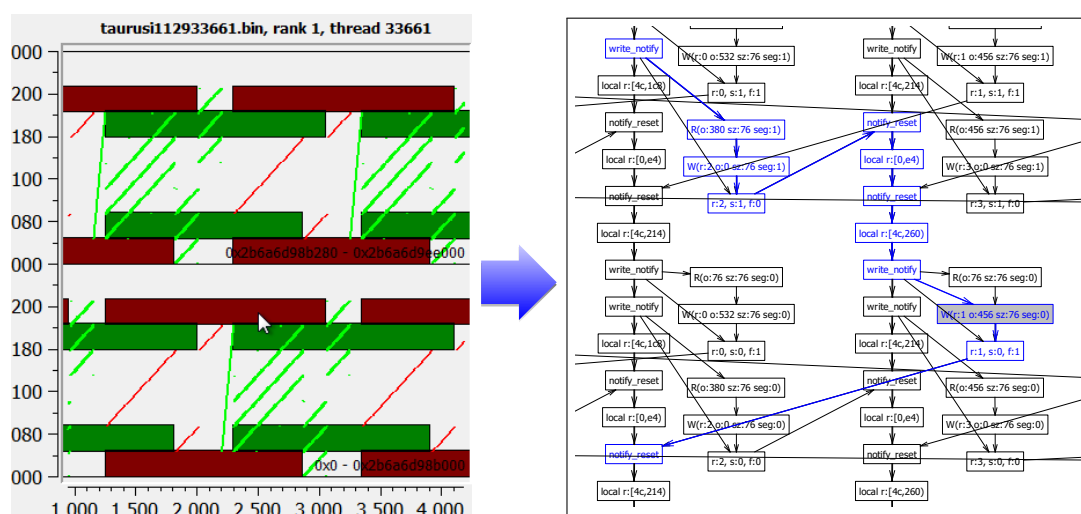 taurusi112933661.bin, rank 1, thread 33661
000
200
180
100
080
000
0x2b6a6d98b280 - 0x2b6a6d9ee000
200
180
100
080
000
0x0 - 0x2b6a6d98b000
1 000 1 500 2 000 2 500 3 000 3 500 4 000
write_notify
W(r:0 o:532 sz:76 seg:1)
write_notify
W(r:1 o:456 sz:76 seg:1)
local r:[4c,1c8)
r:0, s:1, f:1
local r:[4c,214)
r:1, s:1, f:1
notify_reset
R(o:380 sz:76 seg:1)
notify_reset
R(o:456 sz:76 seg:1)
local r:[0,e4)
W(r:2 o:0 sz:76 seg:1)
local r:[0,e4)
W(r:3 o:0 sz:76 seg:1)
notify_reset
r:2, s:1, f:0
notify_reset
r:3, s:1, f:0
local r:[4c,214)
local r:[4c,260)
write_notify
R(o:76 sz:76 seg:0)
write_notify
R(o:76 sz:76 seg:0)
write_notify
W(r:0 o:532 sz:76 seg:0)
write_notify
W(r:1 o:456 sz:76 seg:0)
local r:[4c,1c8)
r:0, s:0, f:1
local r:[4c,214)
r:1, s:0, f:1
notify_reset
R(o:380 sz:76 seg:0)
notify_reset
R(o:456 sz:76 seg:0)
local r:[0,e4)
W(r:2 o:0 sz:76 seg:0)
local r:[0,e4)
W(r:3 o:0 sz:76 seg:0)
notify_reset
r:2, s:0, f:0
notify_reset
r:3, s:0, f:0
local r:[4c,214)
local r:[4c,260)